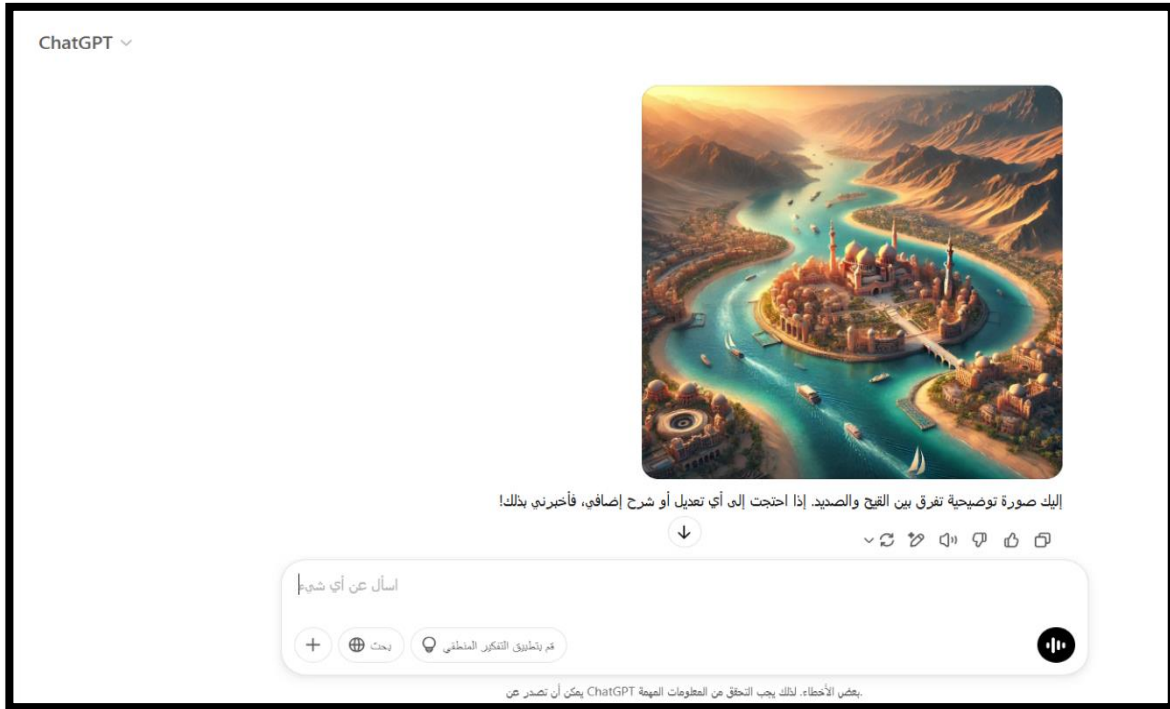 ChatGPT
إليك صورة توضيحية تفرق بين القيح والصديد. إذا احتجت إلى أي تعديل أو شرح إضافي، فأخبرني بذلك!
اسأل عن أي شيء
قم بتطبيق التفكير المنطقي
بحث
.بعض الأخطاء. لذلك يجب التحقق من المعلومات المهمة ChatGPT يمكن أن تصدر عن